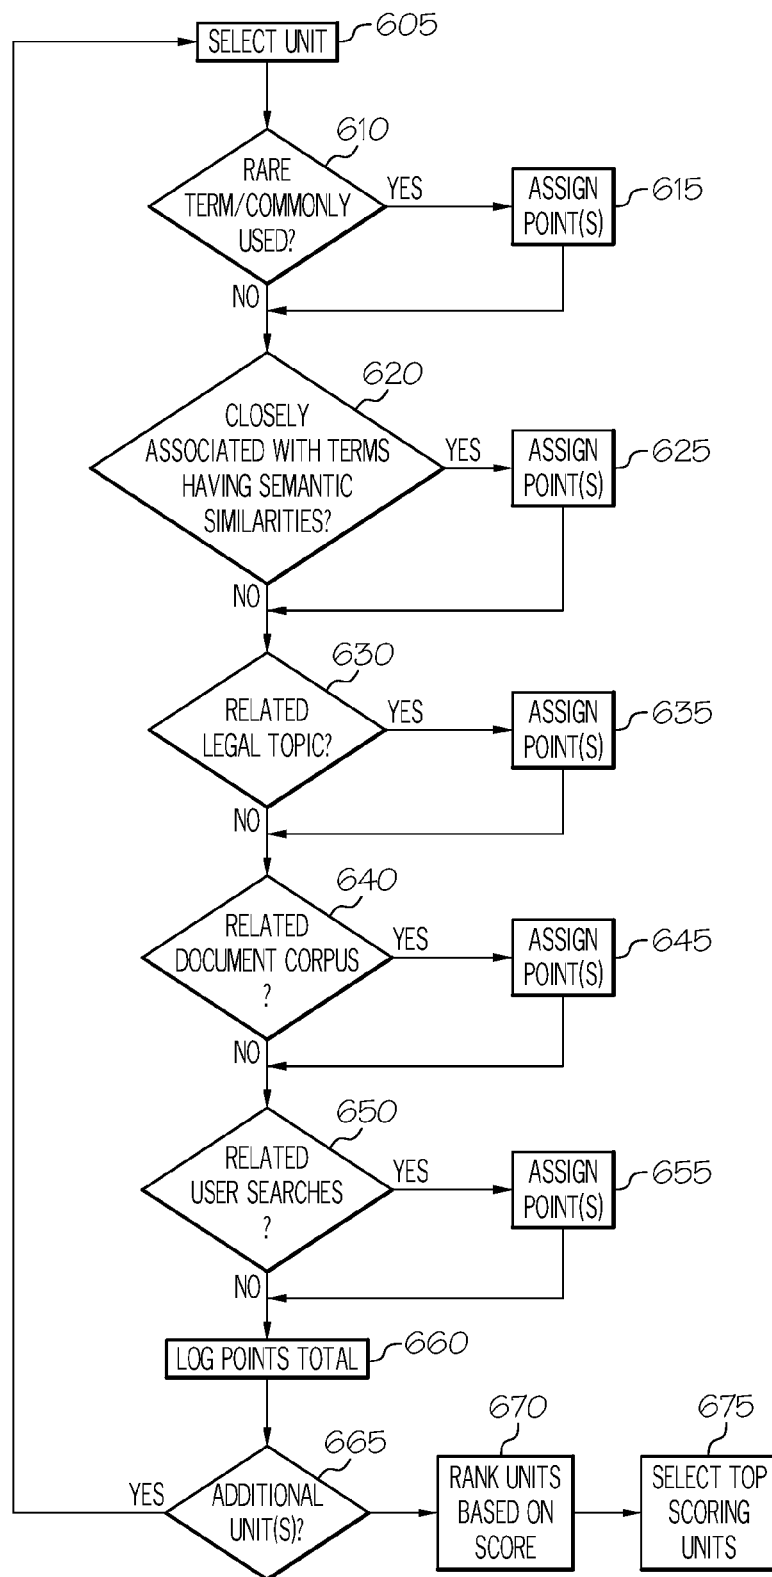 SELECT UNIT
605
610
RARE
TERM/COMMONLY
USED?
YES
ASSIGN
POINT(S)
615
NO
620
CLOSELY
ASSOCIATED WITH TERMS
HAVING SEMANTIC
SIMILARITIES?
YES
ASSIGN
POINT(S)
625
NO
630
RELATED
LEGAL TOPIC?
YES
ASSIGN
POINT(S)
635
NO
640
RELATED
DOCUMENT CORPUS
?
YES
ASSIGN
POINT(S)
645
NO
650
RELATED
USER SEARCHES
?
YES
ASSIGN
POINT(S)
655
NO
LOG POINTS TOTAL
660
665
ADDITIONAL
UNIT(S)?
YES
670
RANK UNITS
BASED ON
SCORE
675
SELECT TOP
SCORING
UNITS